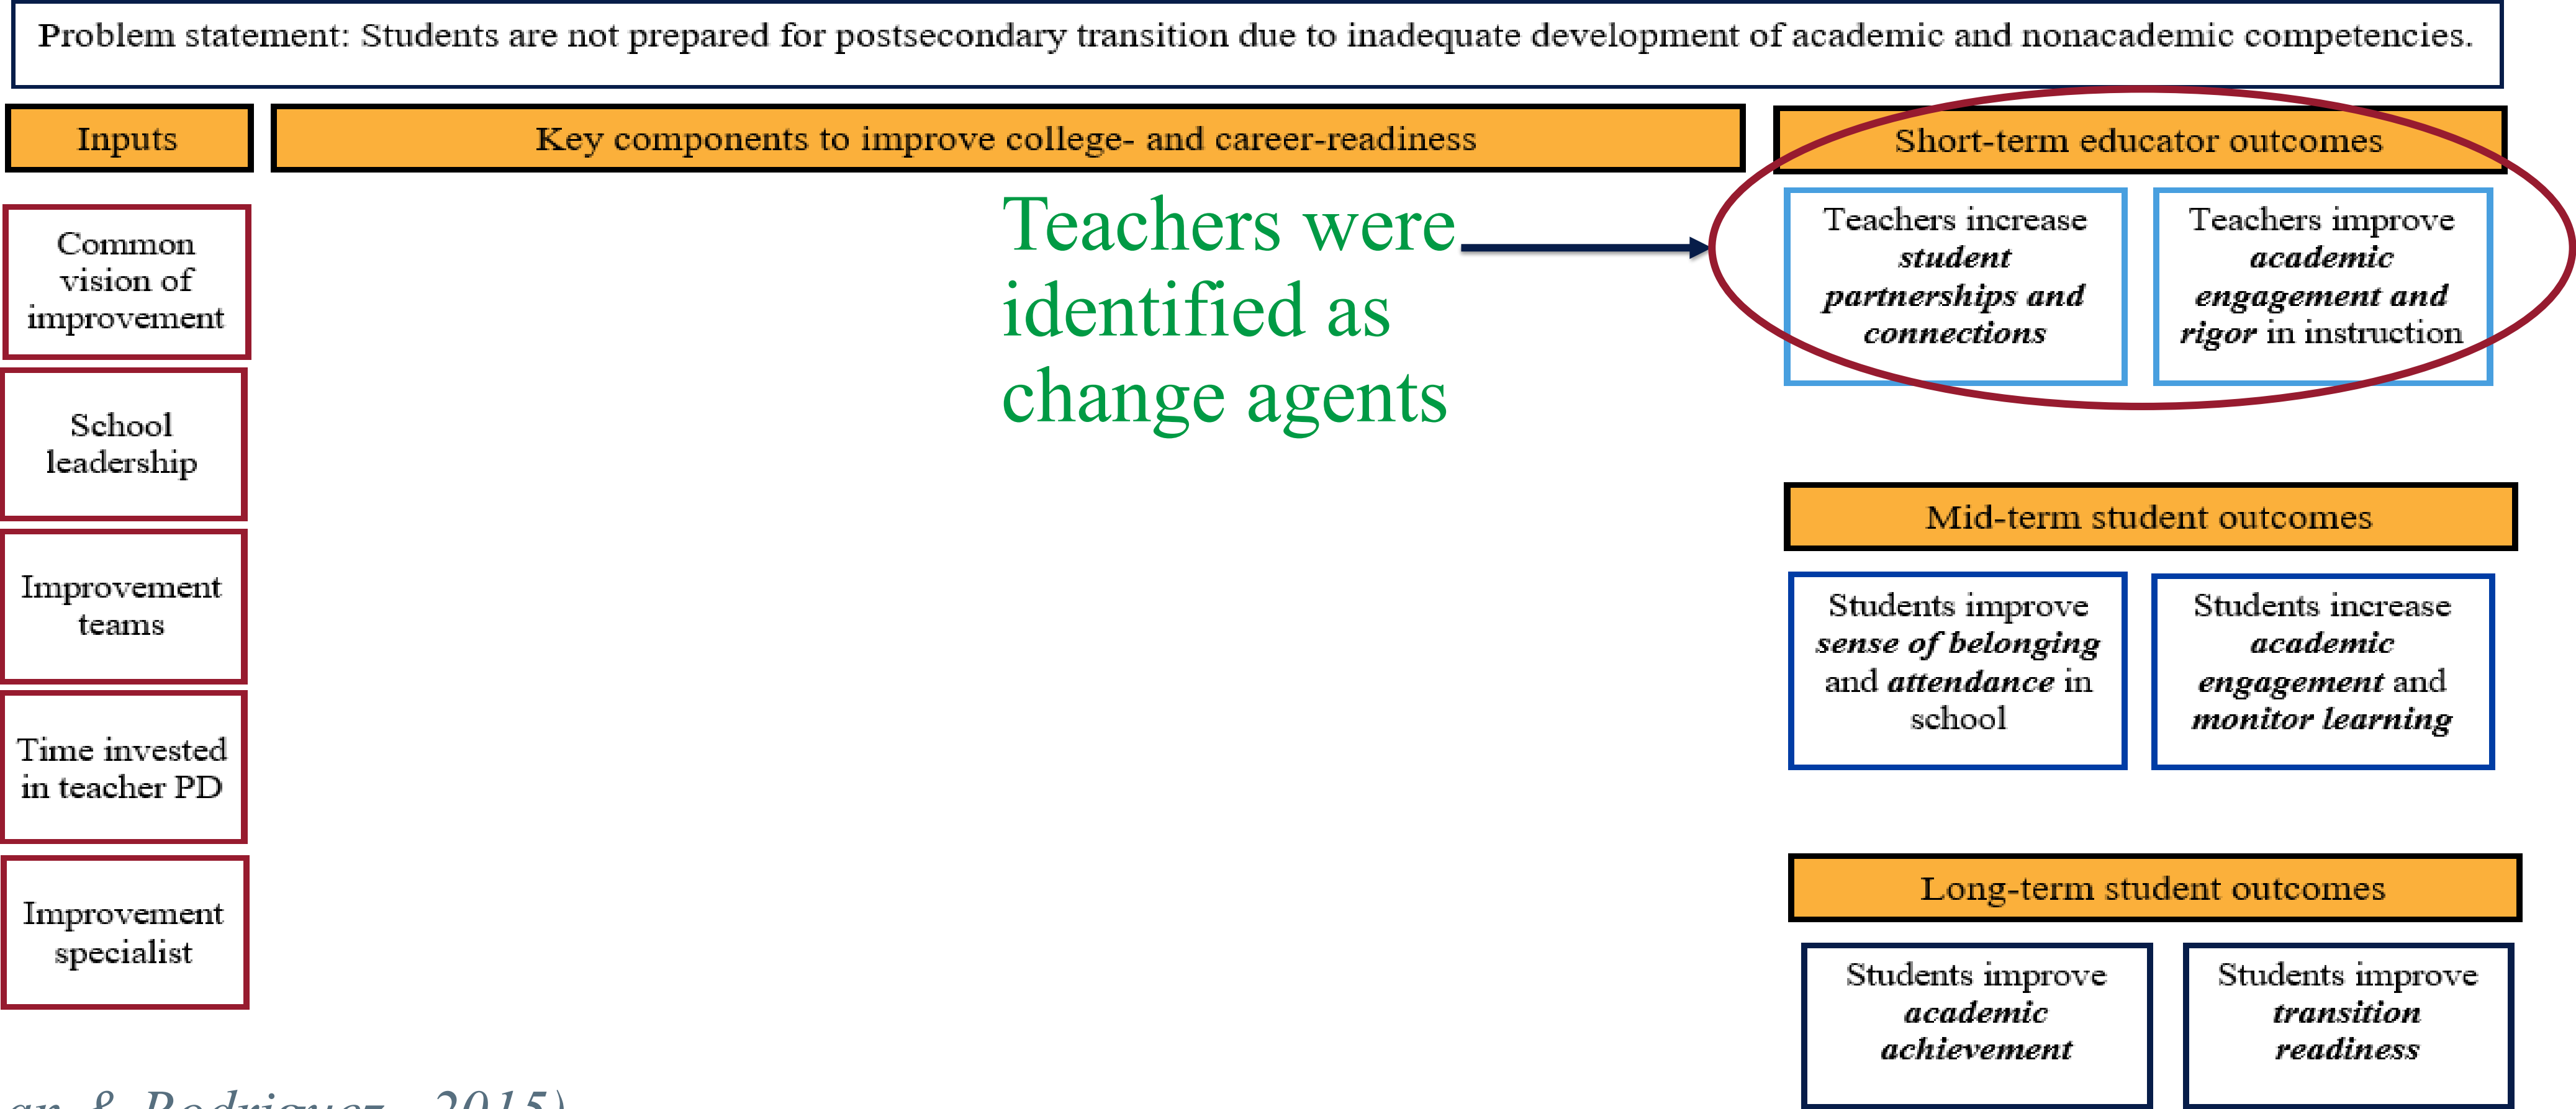 Problem statement: Students are not prepared for postsecondary transition due to inadequate development of academic and nonacademic competencies.
Inputs
Key components to improve college- and career-readiness
Short-term educator outcomes
Common
vision of
improvement
School
leadership
Improvement
teams
Time invested
in teacher PD
Improvement
specialist
Teachers were
identified as
change agents
Teachers increase
student
partnerships and
connections
Teachers improve
academic
engagement and
rigor in instruction
Mid-term student outcomes
Students improve
sense of belonging
and attendance in
school
Students increase
academic
engagement and
monitor learning
Long-term student outcomes
Students improve
academic
achievement
Students improve
transition
readiness
& Rodriguez, 2015)